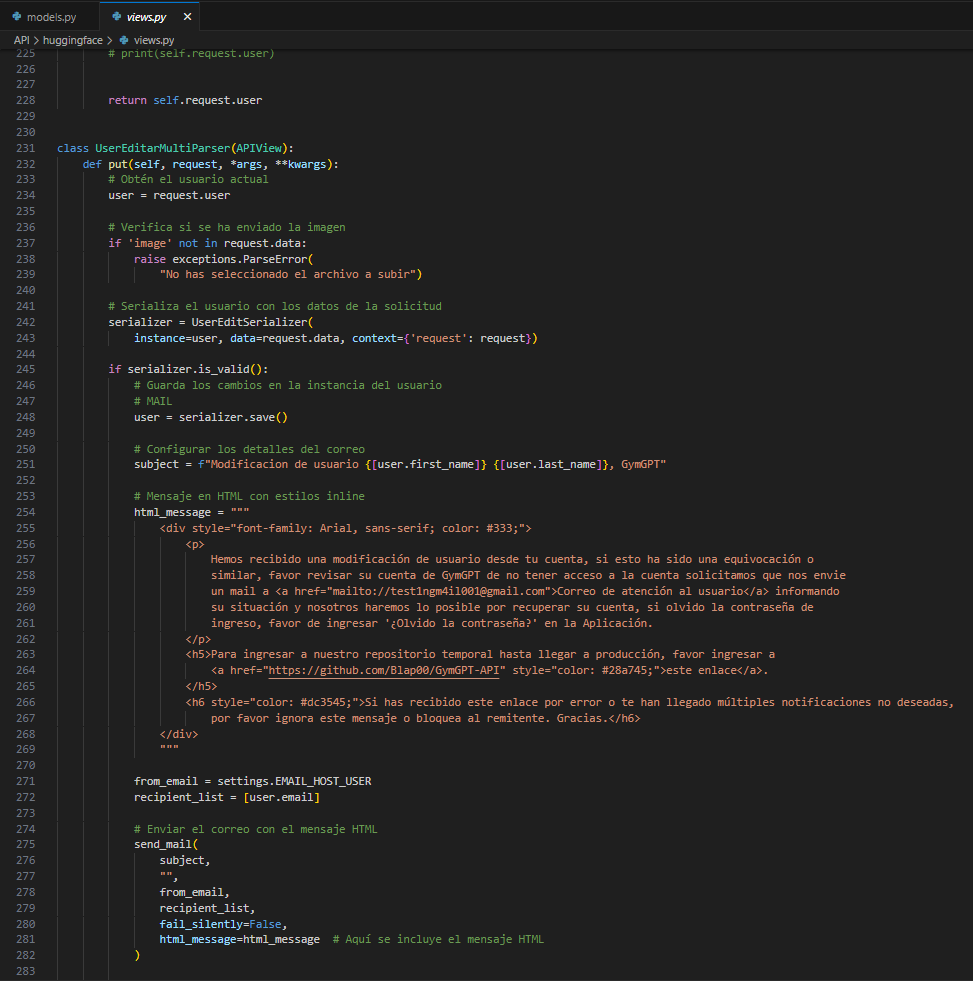 models.py
views.py ×
API > huggingface > views.py
225 # print(self.request.user)
226
227
228 return self.request.user
229
230
231 class UserEditarMultiParser(APIView):
232 def put(self, request, *args, **kwargs):
233 # Obtén el usuario actual
234 user = request.user
235
236 # Verifica si se ha enviado la imagen
237 if 'image' not in request.data:
238 raise exceptions.ParseError(
239 "No has seleccionado el archivo a subir")
240
241 # Serializa el usuario con los datos de la solicitud
242 serializer = UserEditSerializer(
243 instance=user, data=request.data, context={'request': request})
244
245 if serializer.is_valid():
246 # Guarda los cambios en la instancia del usuario
247 # MAIL
248 user = serializer.save()
249
250 # Configurar los detalles del correo
251 subject = f"Modificacion de usuario {[user.first_name]} {[user.last_name]}, GymGPT"
252
253 # Mensaje en HTML con estilos inline
254 html_message = """
255 <div style="font-family: Arial, sans-serif; color: #333;">
256 <p>
257 Hemos recibido una modificación de usuario desde tu cuenta, si esto ha sido una equivocación o
258 similar, favor revisar su cuenta de GymGPT de no tener acceso a la cuenta solicitamos que nos envie
259 un mail a <a href="mailto://test1ngm4il001@gmail.com">Correo de atención al usuario</a> informando
260 su situación y nosotros haremos lo posible por recuperar su cuenta, si olvido la contraseña de
261 ingreso, favor de ingresar '¿Olvido la contraseña?' en la Aplicación.
262 </p>
263 <h5>Para ingresar a nuestro repositorio temporal hasta llegar a producción, favor ingresar a
264 <a href="https://github.com/Blap00/GymGPT-API" style="color: #28a745;">este enlace</a>.
265 </h5>
266 <h6 style="color: #dc3545;">Si has recibido este enlace por error o te han llegado múltiples notificaciones no deseadas,
267 por favor ignora este mensaje o bloquea al remitente. Gracias.</h6>
268 </div>
269 """
270
271 from_email = settings.EMAIL_HOST_USER
272 recipient_list = [user.email]
273
274 # Enviar el correo con el mensaje HTML
275 send_mail(
276 subject,
277 "",
278 from_email,
279 recipient_list,
280 fail_silently=False,
281 html_message=html_message # Aquí se incluye el mensaje HTML
282 )
283